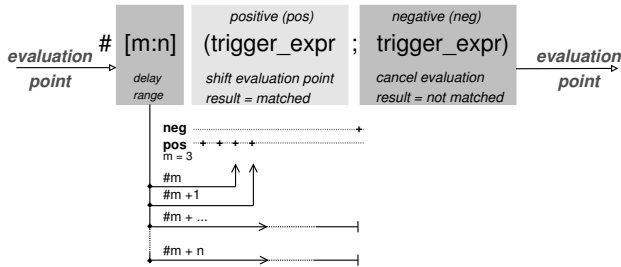 positive (pos)
negative (neg)
# [m:n] (trigger_expr ; trigger_expr)
evaluation point
delay range
shift evaluation point
result = matched
cancel evaluation
result = not matched
evaluation point
neg
pos
m = 3
#m
#m +1
#m + ...
#m + n